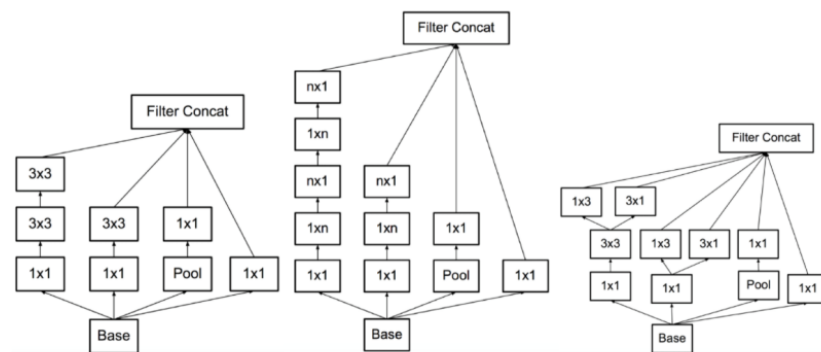 Filter Concat
3x3
3x3 3x3 1x1
1x1 1x1 Pool 1x1
Base
Filter Concat
nx1
1xn
nx1 nx1
1xn 1xn 1x1
1x1 1x1 Pool 1x1
Base
Filter Concat
1x3 3x1
3x3 1x3 3x1 1x1
1x1 1x1 Pool 1x1
Base